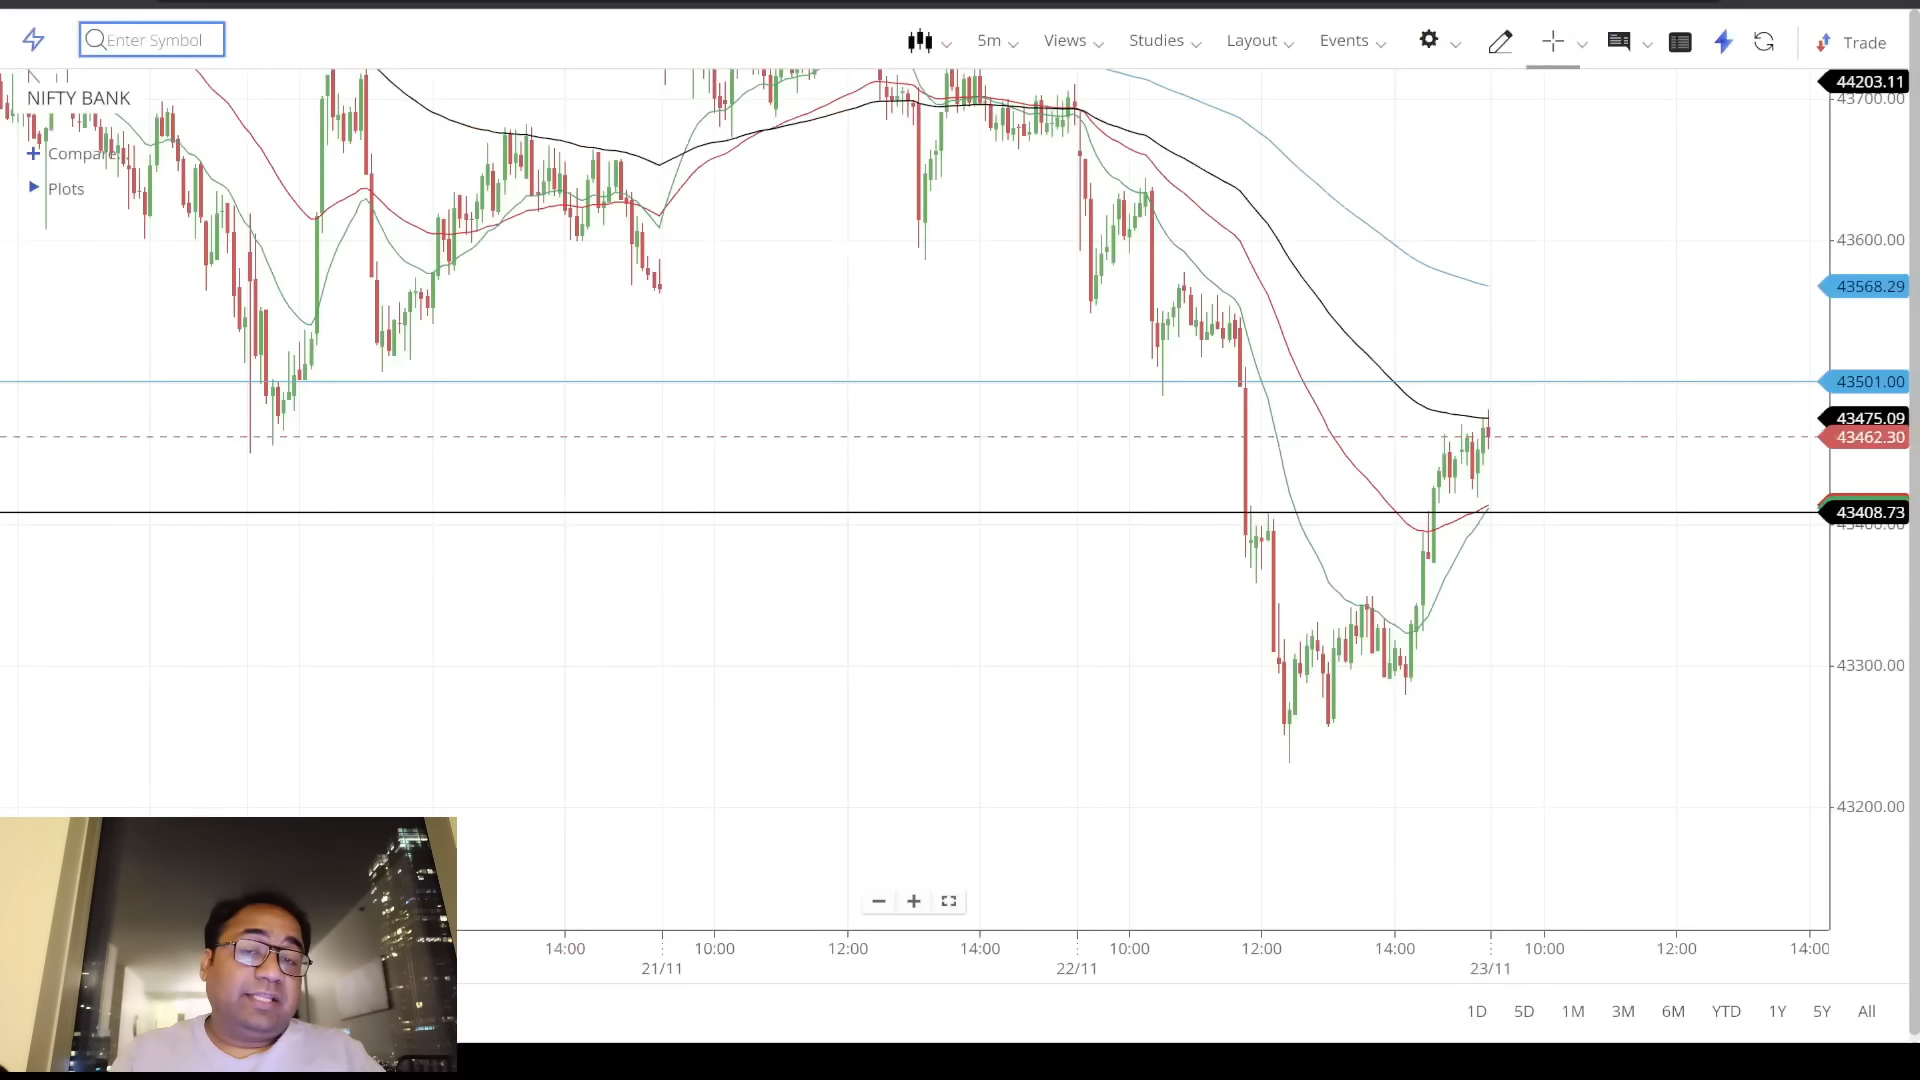 Enter Symbol
5m
Views
Studies
Layout
Events
Trade
NIFTY BANK
Compare
Plots
44203.11
43700.00
43600.00
43568.29
43501.00
43475.09
43462.30
43408.73
43400.00
43300.00
43200.00
14:00 10:00 12:00 14:00 10:00 12:00 14:00 10:00 12:00 14:00
21/11 22/11 23/11
1D 5D 1M 3M 6M YTD 1Y 5Y All